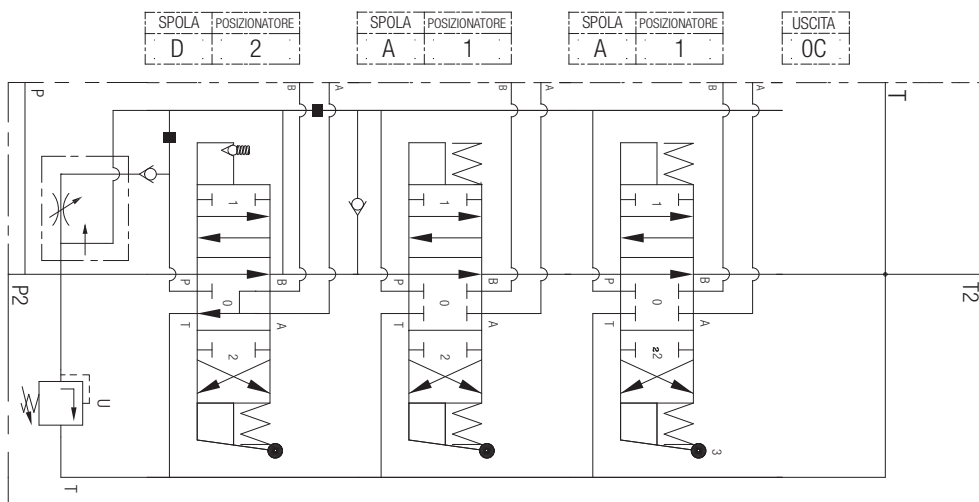 SPOLA POSIZIONATORE SPOLA POSIZIONATORE SPOLA POSIZIONATORE USCITA
D 2 A 1 A 1 0C
P B A B A B A T
1 1 1
P B P B P B
P2 0 0 0 T2
T A T A T A
2 2 22
U
3
T